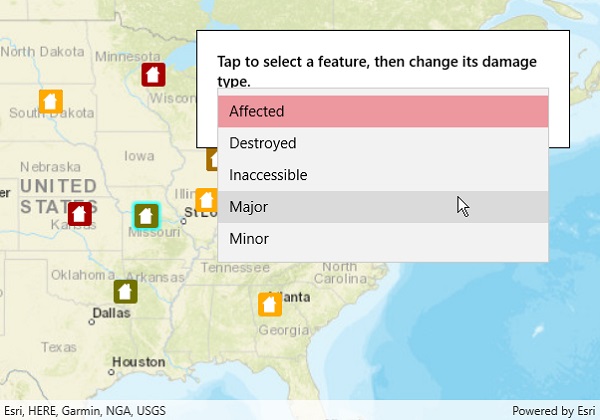 North Dakota
Minnesota
South Dakota
Wiscon
Nebraska
Iowa
UNITED
STATES
er
Illin
St. Lo
Kansas
Missouri
Oklahoma
Arkansas
Tennessee
North
Carolina
Atlanta
Georgia
Dallas
Texas
Houston
Tap to select a feature, then change its damage
type.
Affected
Destroyed
Inaccessible
Major
Minor
Esri, HERE, Garmin, NGA, USGS
Powered by Esri